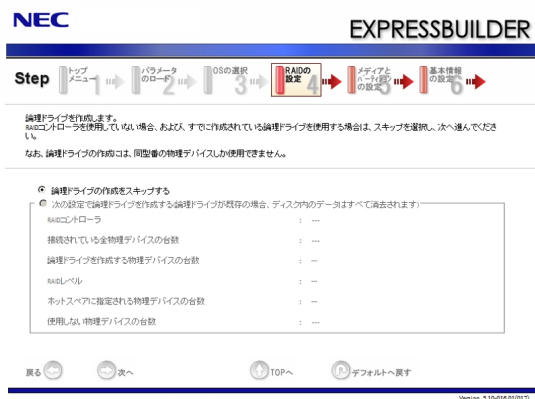 NEC
EXPRESSBUILDER
Step
トップ
メニュー 1
パラメータ
のロード 2
OSの選択
3
RAIDの
設定 4
メディアと
パーティション
の設定 5
基本情報
の設定 6
論理ドライブを作成します。
RAIDコントローラを使用していない場合、および、すでに作成されている論理ドライブを使用する場合は、スキップを選択し、次へ進んでくださ
い。
なお、論理ドライブの作成には、同型番の物理デバイスしか使用できません。
論理ドライブの作成をスキップする
次の設定で論理ドライブを作成する(論理ドライブが既存の場合、ディスク内のデータはすべて消去されます)
RAIDコントローラ : ---
接続されている全物理デバイスの台数 : ---
論理ドライブを作成する物理デバイスの台数 : --
RAIDレベル : --
ホットスペアに指定される物理デバイスの台数 : --
使用しない物理デバイスの台数 : ---
戻る 次へ TOPへ デフォルトへ戻す
Version 5.10-016.01(017)